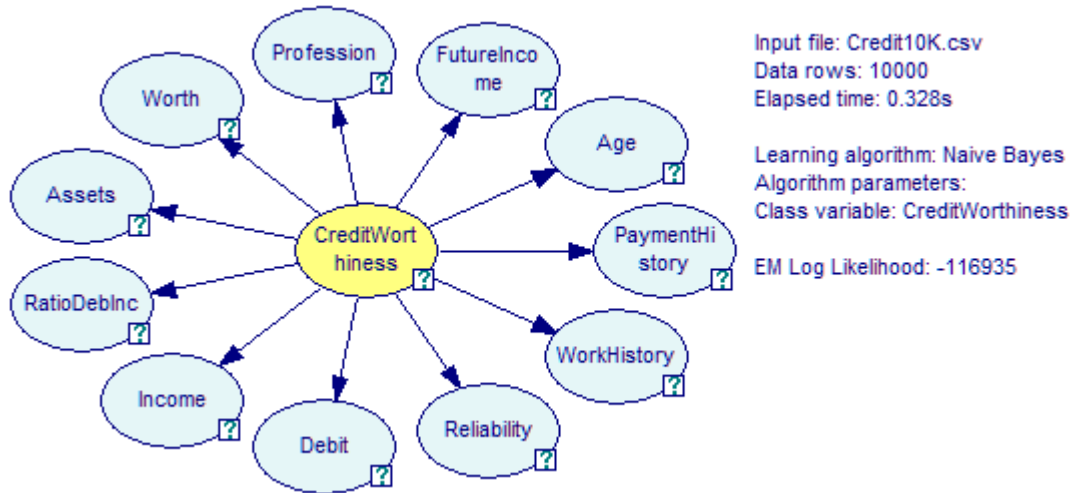 Profession
FutureInco
me
Worth
Age
Assets
CreditWort
hiness
PaymentHi
story
RatioDebInc
WorkHistory
Income
Reliability
Debit
?
?
?
?
?
?
?
?
?
?
?
?
Input file: Credit10K.csv
Data rows: 10000
Elapsed time: 0.328s
Learning algorithm: Naive Bayes
Algorithm parameters:
Class variable: CreditWorthiness
EM Log Likelihood: -116935